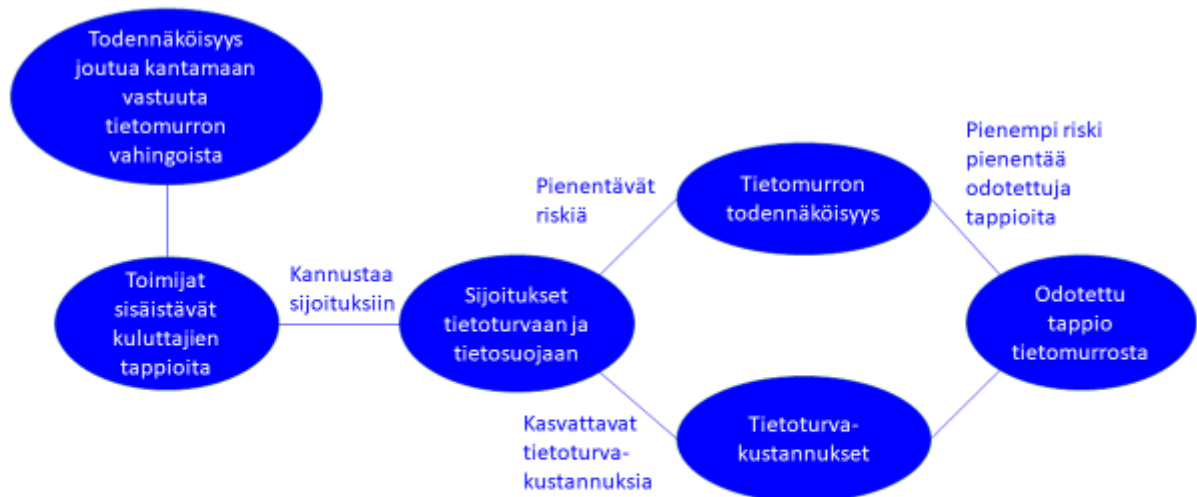 Todennäköisyys
joutua kantamaan
vastuuta
tietomurron
vahingoista
Toimijat
sisäistävät
kuluttajien
tappioita
Kannustaa
sijoituksiin
Sijoitukset
tietoturvaan ja
tietosuojaan
Pienentävät
riskiä
Tietomurron
todennäköisyys
Pienempi riski
pienentää
odotettuja
tappioita
Kasvattavat
tietoturva-
kustannuksia
Tietoturva-
kustannukset
Odotettu
tappio
tietomurrosta